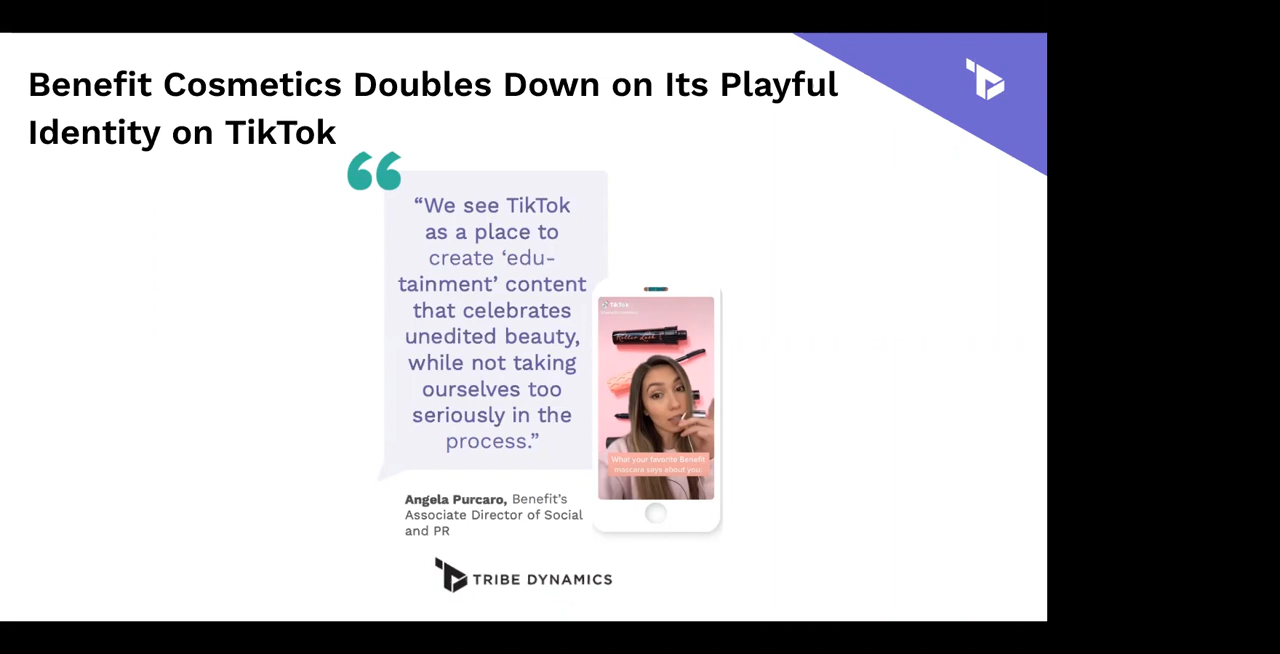 Benefit Cosmetics Doubles Down on Its Playful
Identity on TikTok
“We see TikTok
as a place to
create ‘edu-
tainment’ content
that celebrates
unedited beauty,
while not taking
ourselves too
seriously in the
process.”
TikTok
Roller Lash
What your favorite Benefit
mascara says about you:
Angela Purcaro, Benefit’s
Associate Director of Social
and PR
TRIBE DYNAMICS